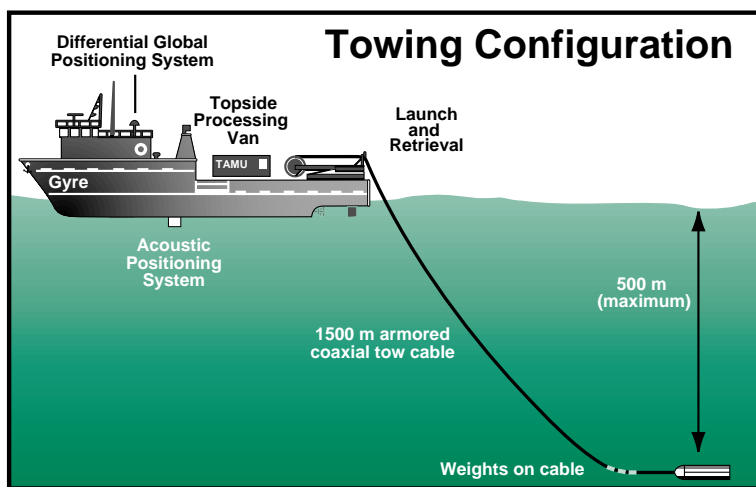 Towing Configuration
Differential Global
Positioning System
Topside
Processing
Van
Launch
and
Retrieval
TAMU
Gyre
Acoustic
Positioning
System
500 m
(maximum)
1500 m armored
coaxial tow cable
Weights on cable